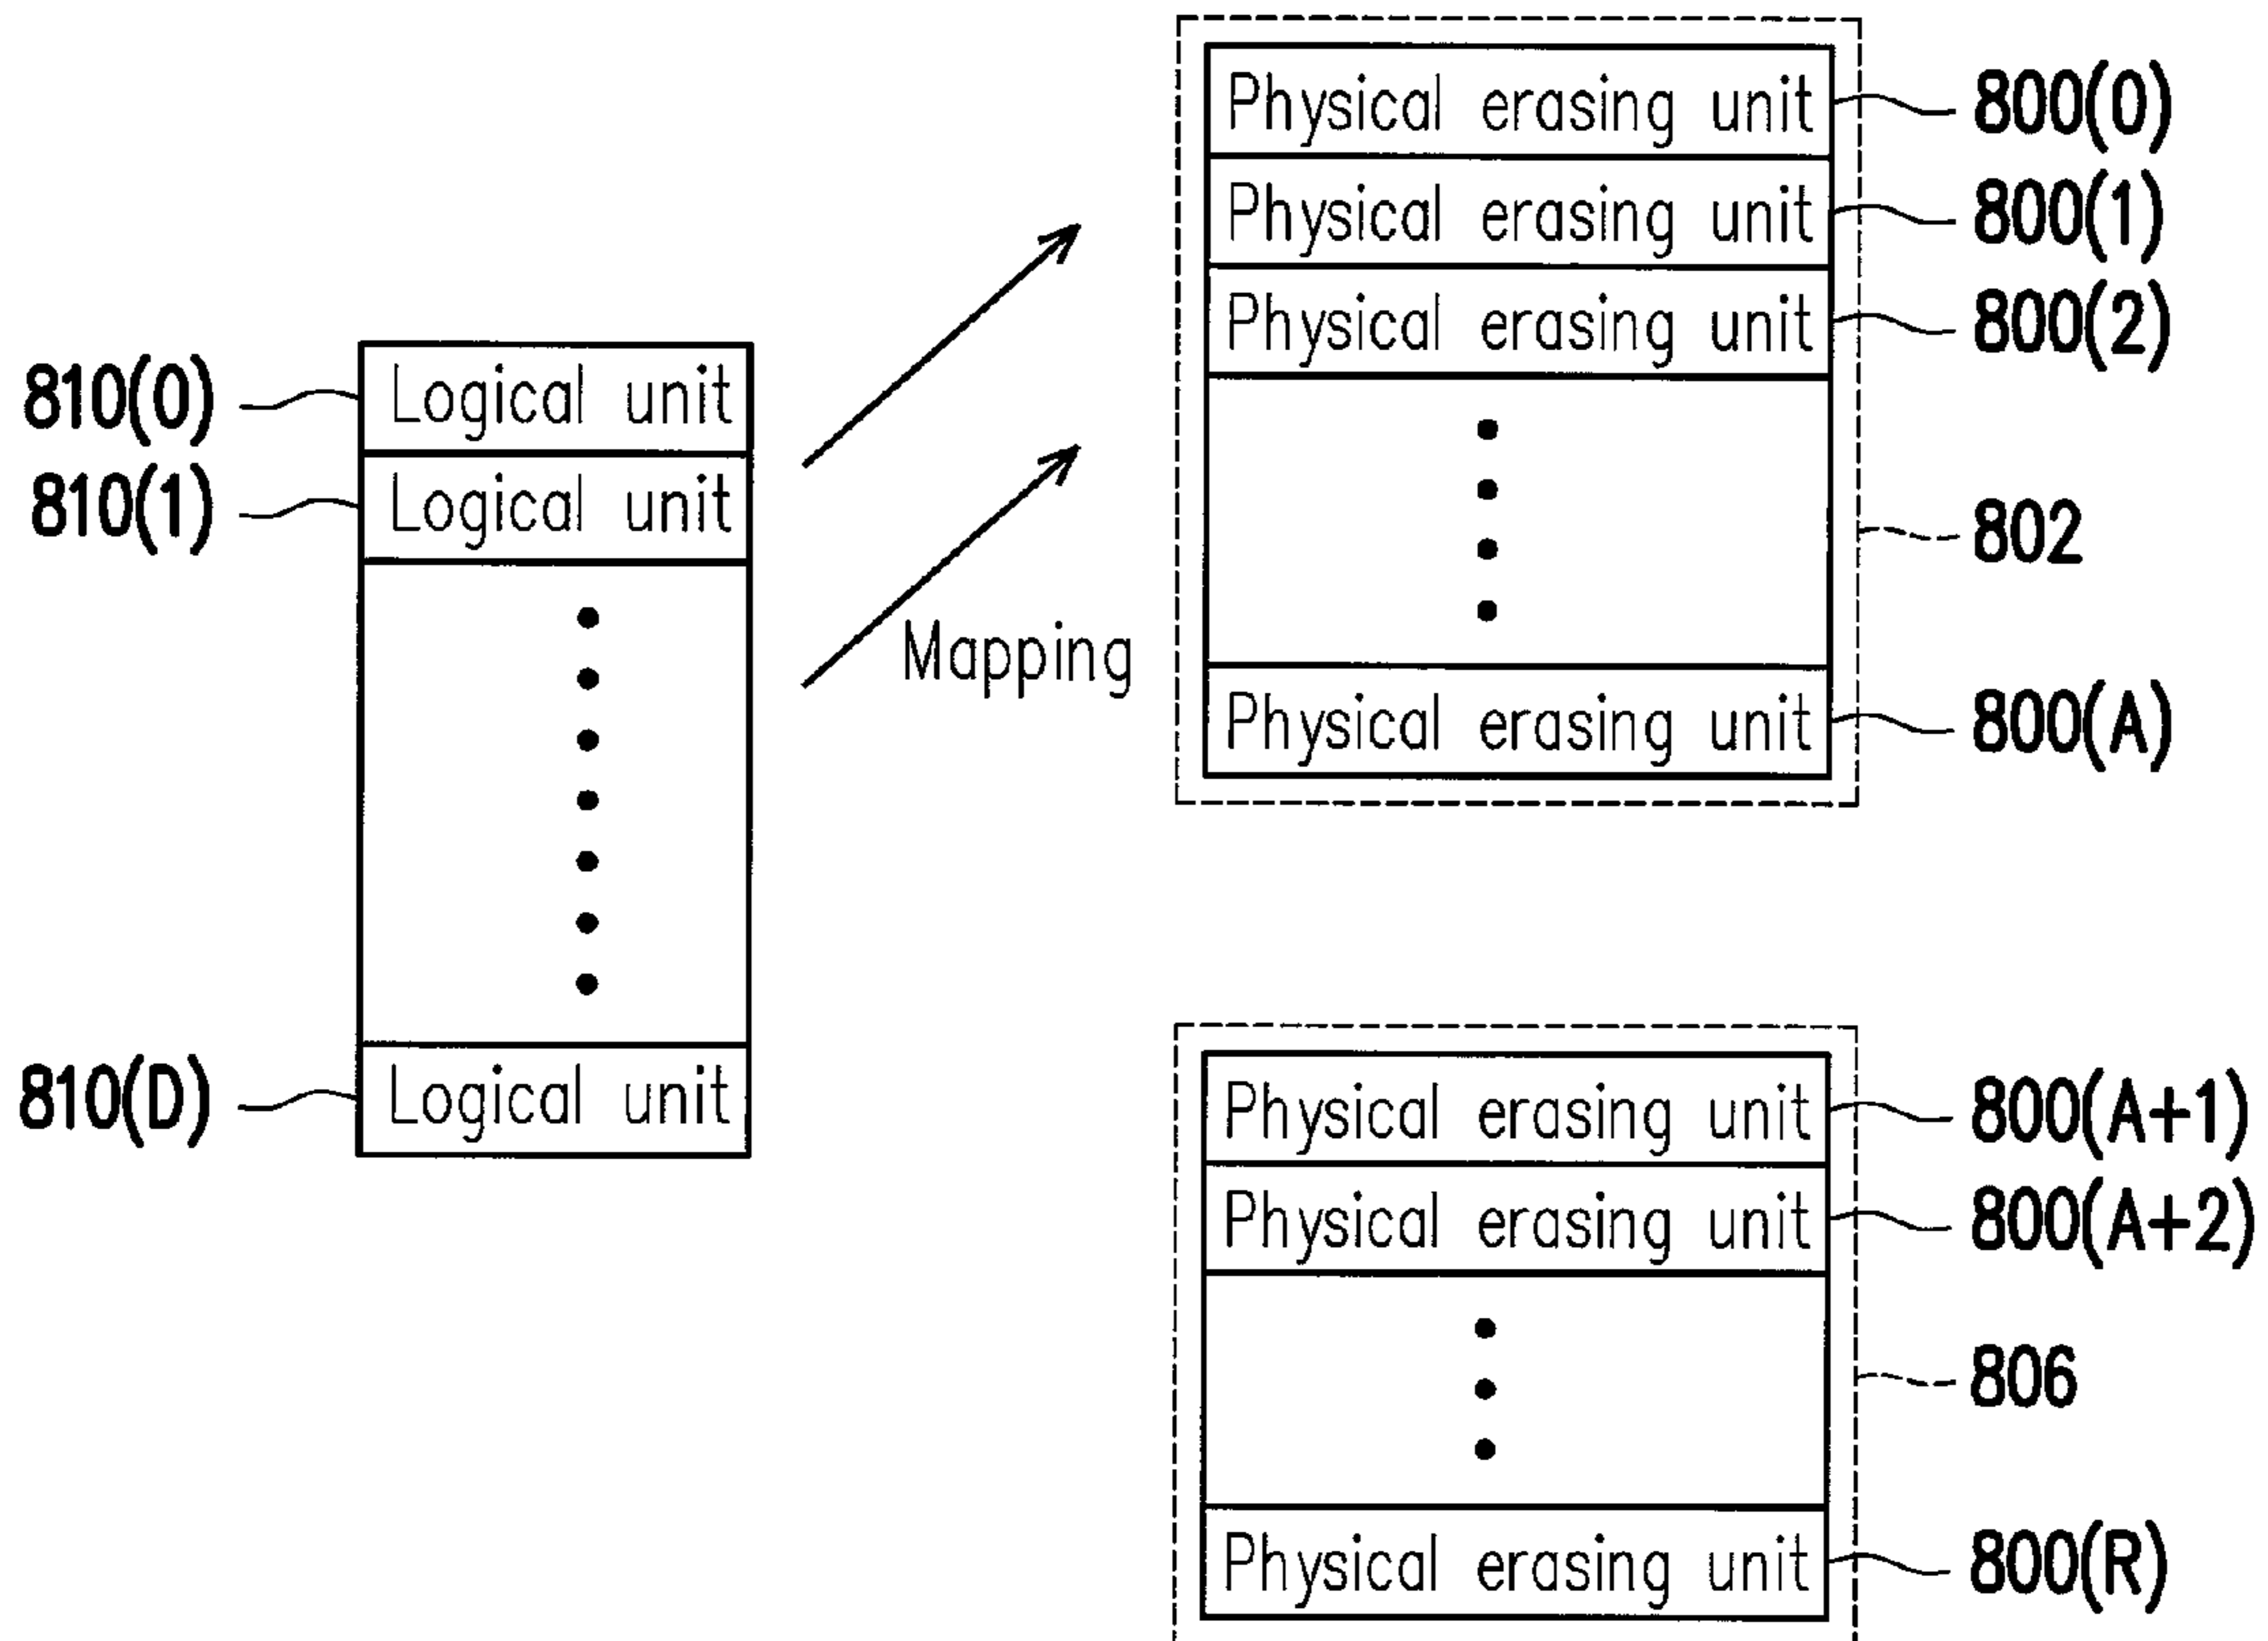 810(0) Logical unit
810(1) Logical unit
810(D) Logical unit
Mapping
Physical erasing unit 800(0)
Physical erasing unit 800(1)
Physical erasing unit 800(2)
802
Physical erasing unit 800(A)
Physical erasing unit 800(A+1)
Physical erasing unit 800(A+2)
806
Physical erasing unit 800(R)